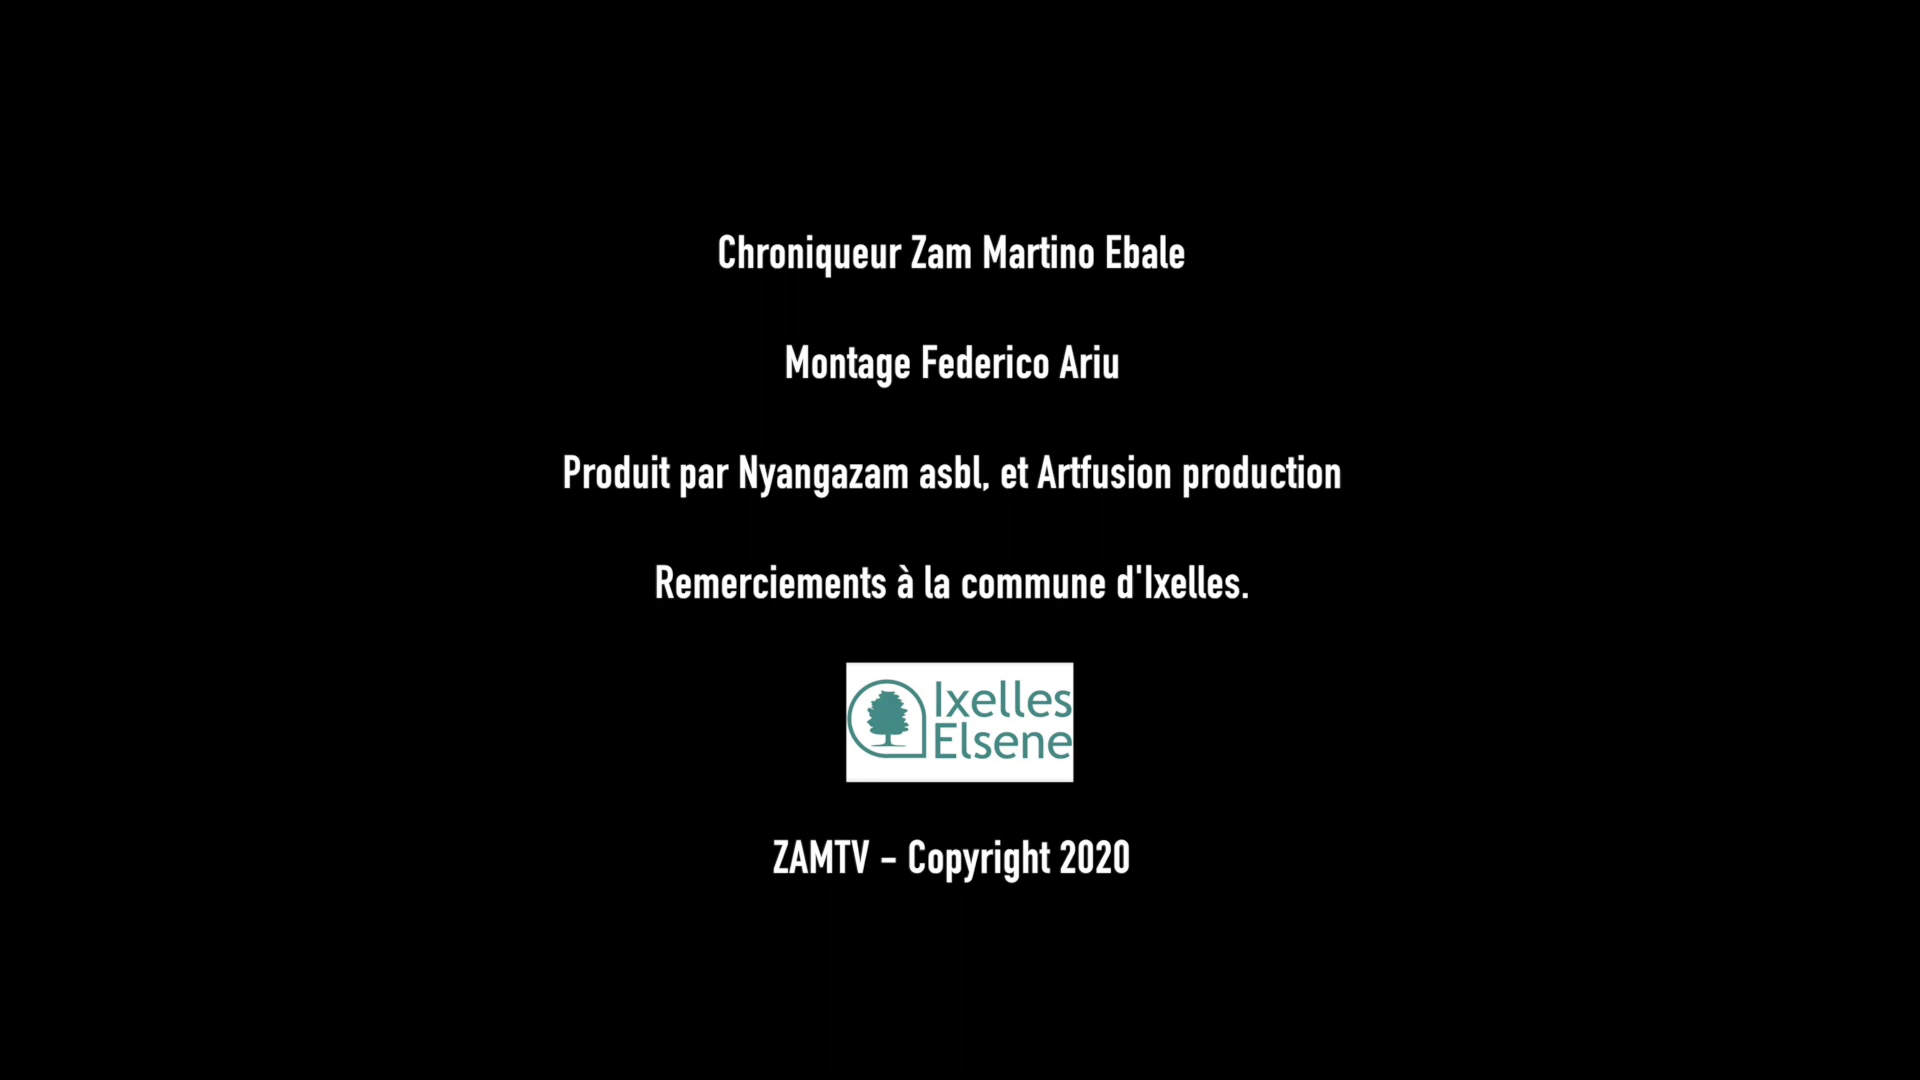 Chroniqueur Zam Martino Ebale
Montage Federico Ariu
Produit par Nyangazam asbl, et Artfusion production
Remerciements à la commune d'Ixelles.
Ixelles
Elsene
ZAMTV - Copyright 2020